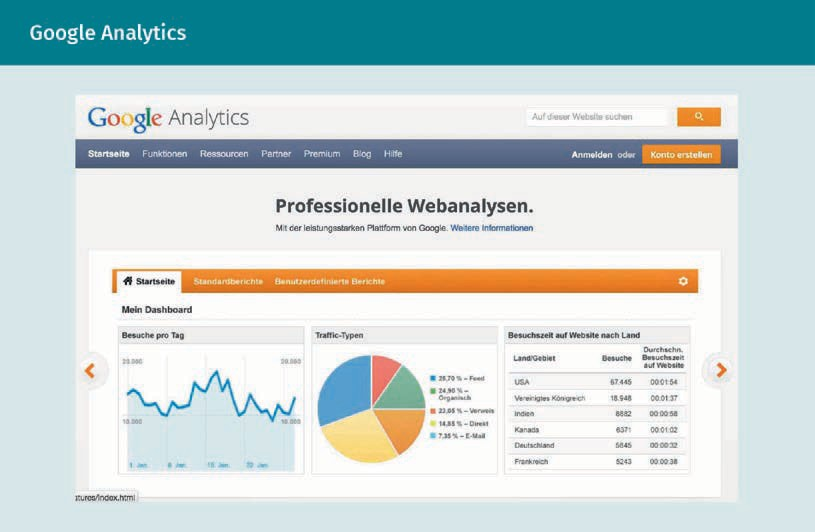 Google Analytics
Google Analytics
Auf dieser Website suchen
Startseite Funktionen Ressourcen Partner Premium Blog Hilfe Anmelden oder Konto erstellen
Professionelle Webanalysen.
Mit der leistungsstarken Plattform von Google. Weitere Informationen
Startseite Standardberichte Benutzerdefinierte Berichte
Mein Dashboard
Besuche pro Tag
20.000 20.000
10.000 10.000
1. Jan. 8. Jan. 15. Jan. 22. Jan.
Traffic-Typen
25,70 % – Feed
24,90 % –
Organisch
23,05 % – Verweis
14,85 % – Direkt
7,35 % – E-Mail
Besuchszeit auf Website nach Land
Land/Gebiet Besuche Durchschn.
Besuchszeit
auf Website
USA 67.445 00:01:54
Vereinigtes Königreich 18.948 00:01:37
Indien 8882 00:00:58
Kanada 6371 00:01:02
Deutschland 5845 00:00:32
Frankreich 5243 00:00:38
atures/index.html